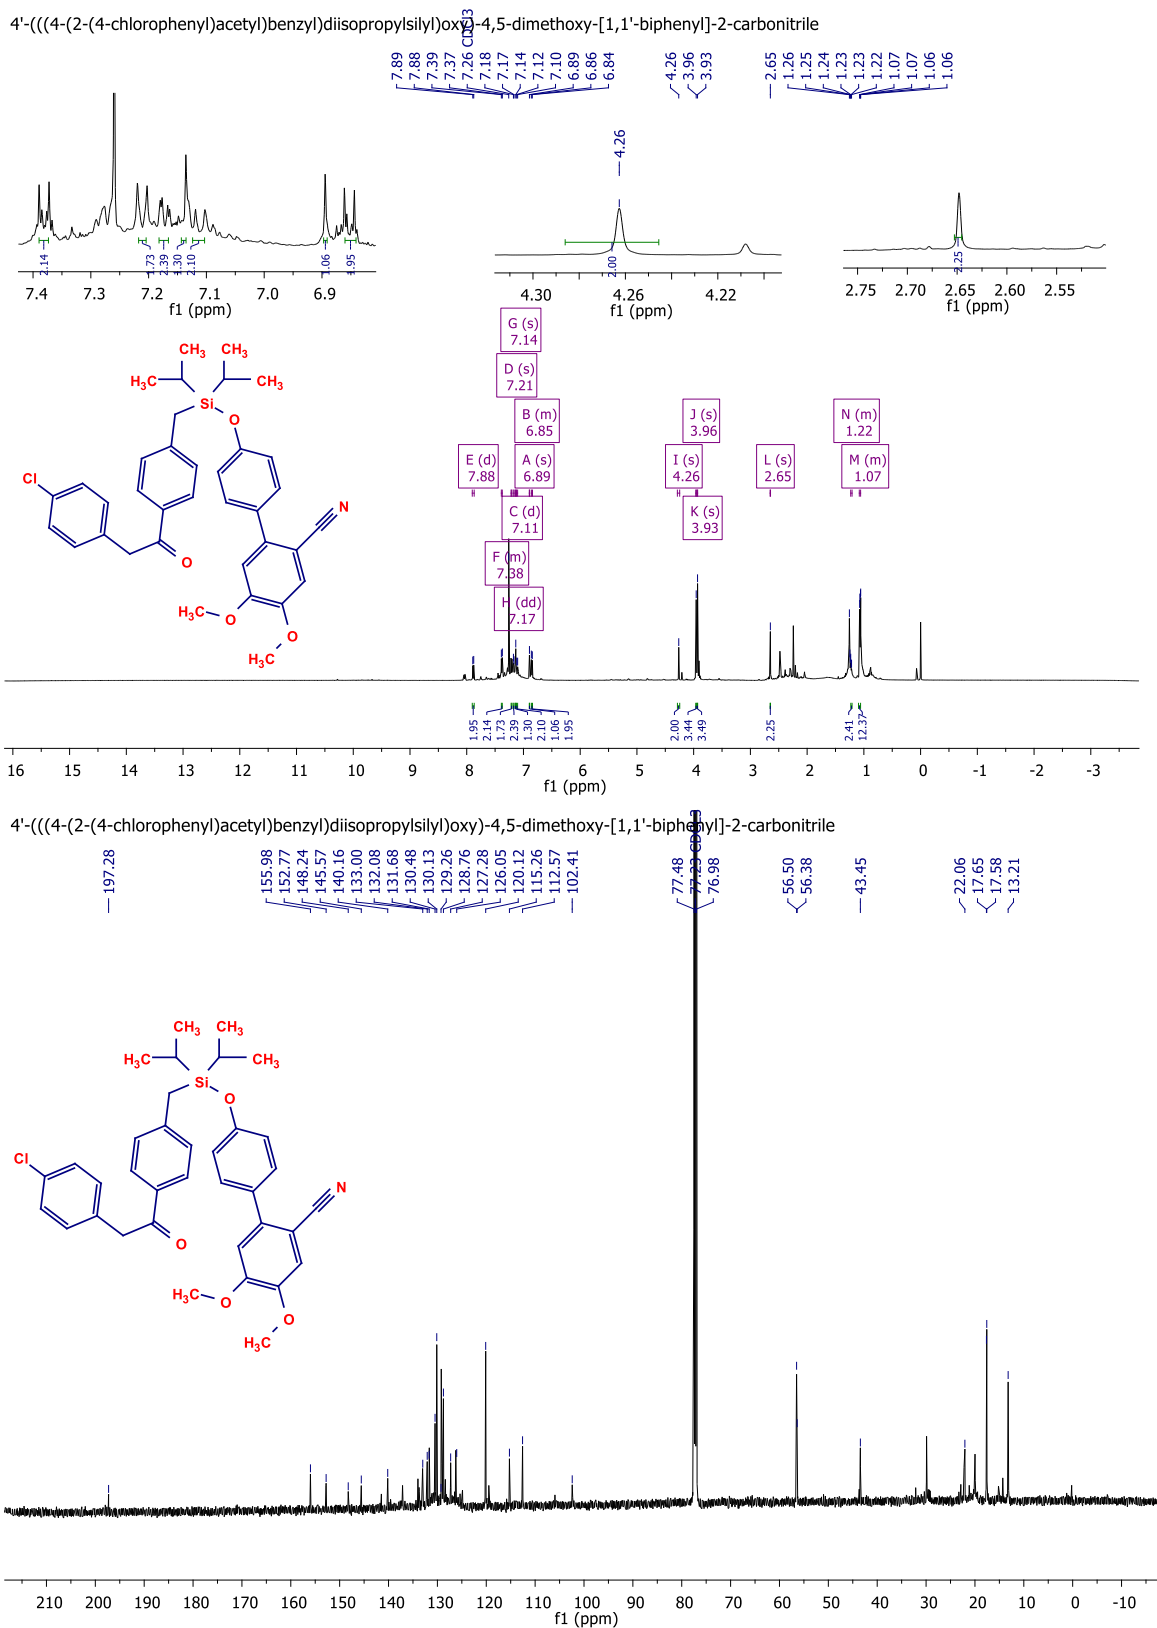 4'-(((4-(2-(4-chlorophenyl)acetyl)benzyl)diisopropylsilyl)oxy)-4,5-dimethoxy-[1,1'-biphenyl]-2-carbonitrile
7.89
7.88
7.39
7.37
7.26 CDCl3
7.18
7.17
7.14
7.12
7.10
6.89
6.86
6.84
4.26
3.96
3.93
2.65
1.26
1.25
1.24
1.23
1.23
1.22
1.07
1.07
1.06
1.06
2.14
1.73
2.39
1.30
2.10
1.06
1.95
7.4 7.3 7.2 7.1 7.0 6.9
f1 (ppm)
4.26
2.00
4.30 4.26 4.22
f1 (ppm)
2.25
2.75 2.70 2.65 2.60 2.55
f1 (ppm)
G (s)
7.14
D (s)
7.21
B (m)
6.85
J (s)
3.96
N (m)
1.22
E (d)
7.88
A (s)
6.89
I (s)
4.26
L (s)
2.65
M (m)
1.07
C (d)
7.11
K (s)
3.93
F (m)
7.38
H (dd)
7.17
CH3 CH3
H3C CH3
Si
O
Cl
N
O
H3C O
O
H3C
1.95
2.14
1.73
2.39
1.30
2.10
1.06
1.95
2.00
3.44
3.49
2.25
2.41
12.37
16 15 14 13 12 11 10 9 8 7 6 5 4 3 2 1 0 -1 -2 -3
f1 (ppm)
4'-(((4-(2-(4-chlorophenyl)acetyl)benzyl)diisopropylsilyl)oxy)-4,5-dimethoxy-[1,1'-biphenyl]-2-carbonitrile
197.28
155.98
152.77
148.24
145.57
140.16
133.00
132.08
131.68
130.48
130.13
129.26
128.76
127.28
126.05
120.12
115.26
112.57
102.41
77.48
77.23 CDCl3
76.98
56.50
56.38
43.45
22.06
17.65
17.58
13.21
CH3 CH3
H3C CH3
Si
O
Cl
N
O
H3C O
O
H3C
210 200 190 180 170 160 150 140 130 120 110 100 90 80 70 60 50 40 30 20 10 0 -10
f1 (ppm)